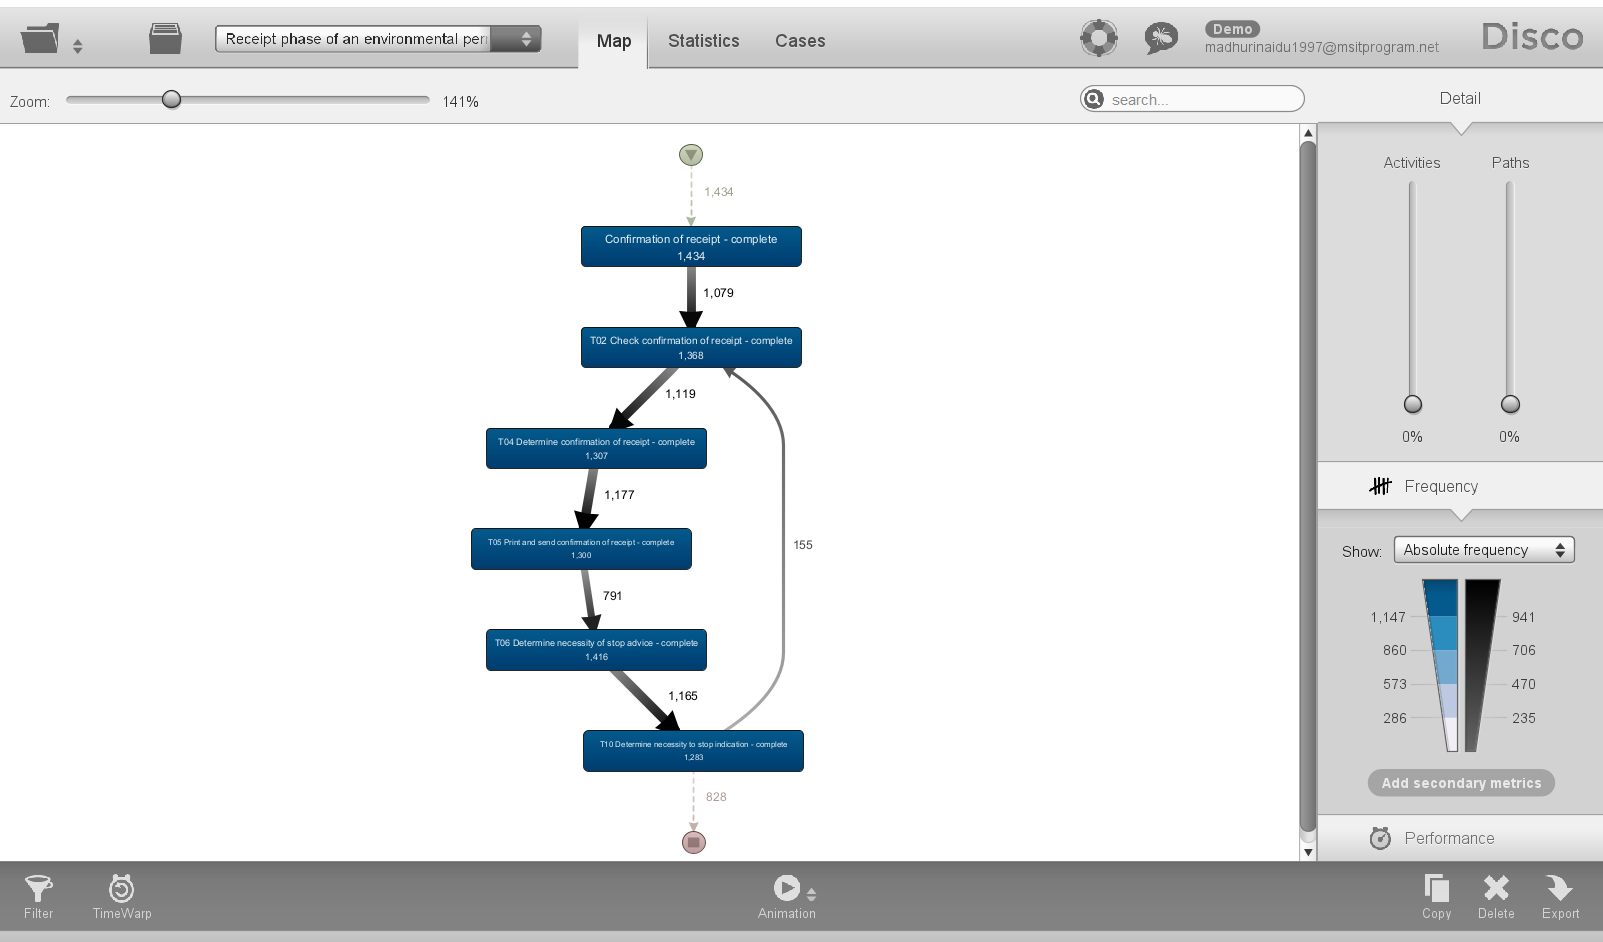 Receipt phase of an environmental per
Map
Statistics
Cases
Demo
madhurinaidu1997@msitprogram.net
Disco
Zoom:
141%
search...
Detail
1,434
Confirmation of receipt - complete
1,434
1,079
T02 Check confirmation of receipt - complete
1,368
1,119
T04 Determine confirmation of receipt - complete
1,307
1,177
T05 Print and send confirmation of receipt - complete
1,300
155
791
T06 Determine necessity of stop advice - complete
1,416
1,165
T10 Determine necessity to stop indication - complete
1,283
828
Activities
Paths
0%
0%
Frequency
Show:
Absolute frequency
1,147
941
860
706
573
470
286
235
Add secondary metrics
Performance
Filter
TimeWarp
Animation
Copy
Delete
Export